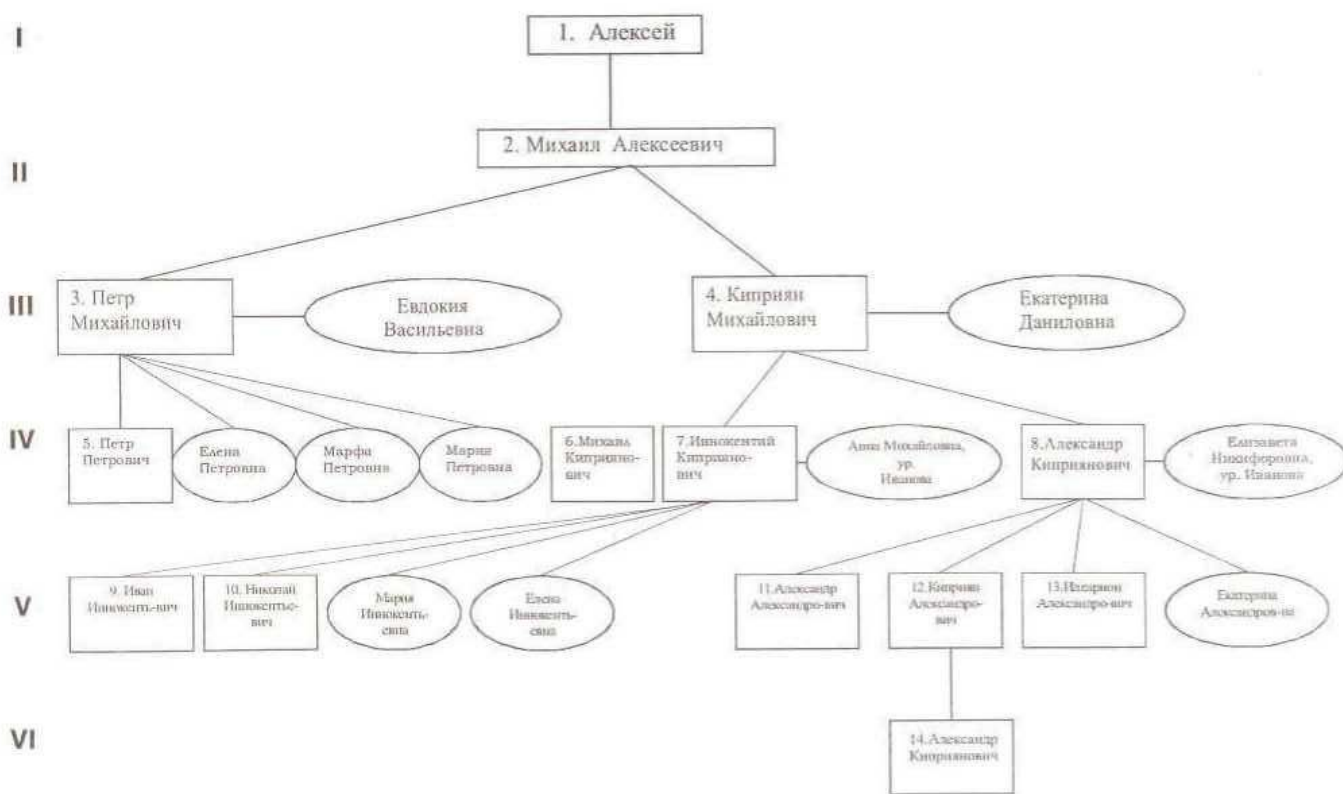 I
1. Алексей
II
2. Михаил Алексеевич
III
3. Петр
Михайлович
Евдокия
Васильевна
4. Киприян
Михайлович
Екатерина
Даниловна
IV
5. Петр
Петрович
Елена
Петровна
Марфа
Петровна
Мария
Петровна
6. Михаил
Киприяно-
вич
7.Иннокентий
Киприяно-
вич
Анна Михайловна,
ур.
Иванова
8.Александр
Киприянович
Елизавета
Никифоровна,
ур. Иванова
V
9. Иван
Иннокенть-вич
10. Николай
Иннокентье-
вич
Мария
Иннокенть-
евна
Елена
Иннокенть-
евна
11.Александр
Александро-вич
12.Киприян
Александро-
вич
13.Иларион
Александро-вич
Екатерина
Александров-на
VI
14.Александр
Киприянович